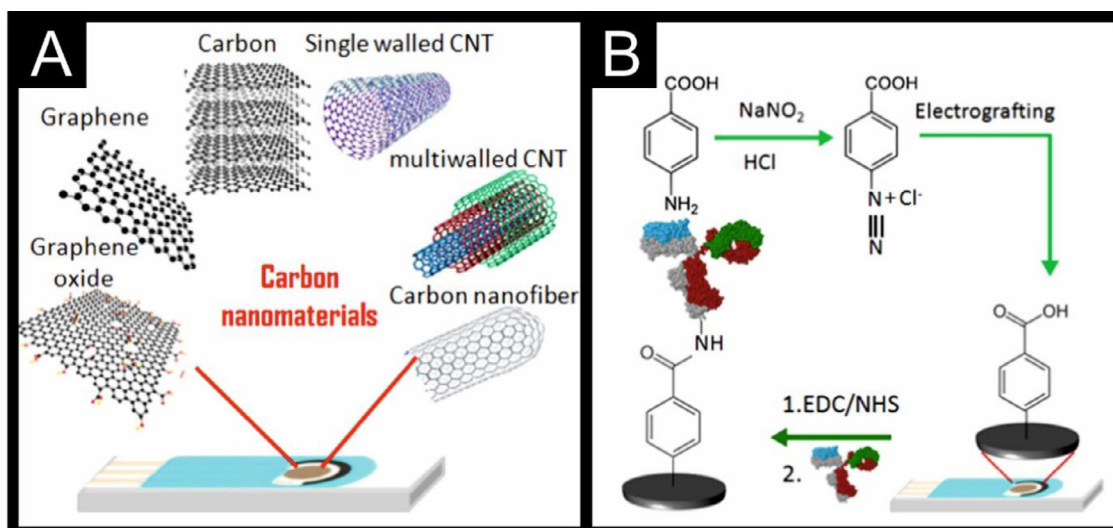 A
Carbon
Single walled CNT
Graphene
multiwalled CNT
Graphene
oxide
Carbon
nanomaterials
Carbon nanofiber
B
COOH
NH₂
NaNO₂
HCl
COOH
N + Cl⁻
N
Electrografting
O
OH
1.EDC/NHS
2.
O
NH